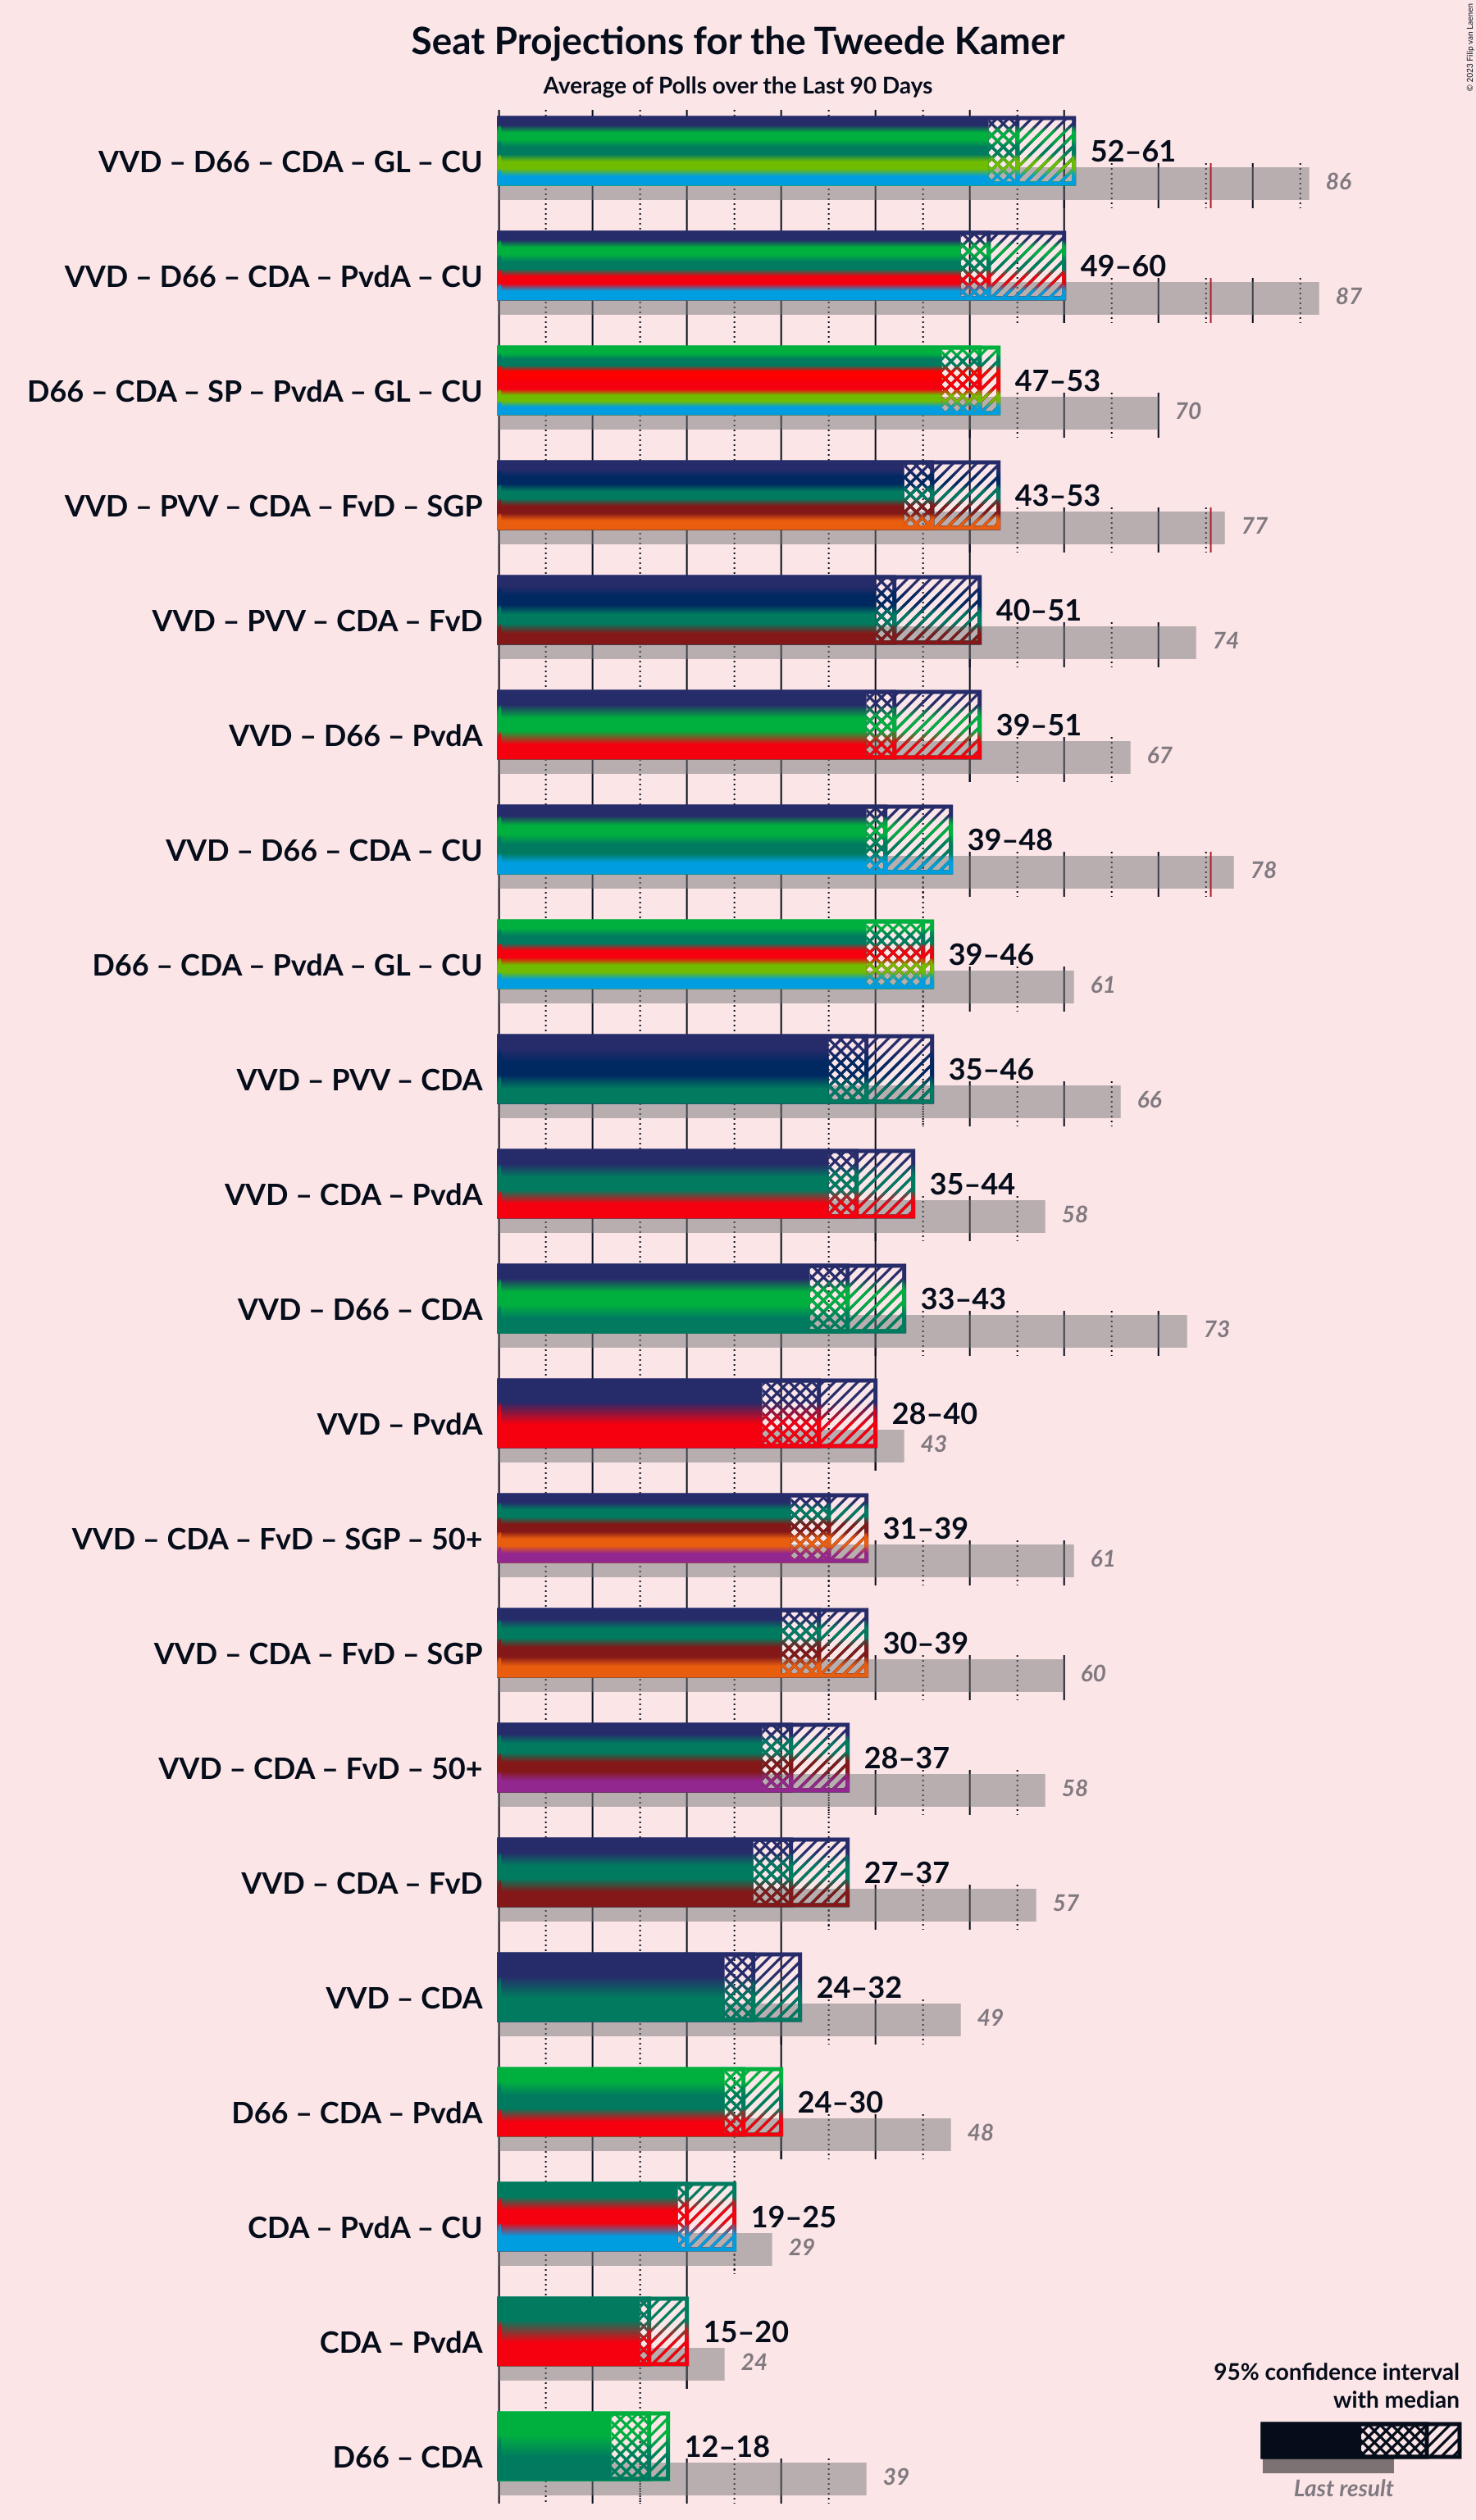 Seat Projections for the Tweede Kamer
Average of Polls over the Last 90 Days
© 2023 Filip van Laenen
VVD – D66 – CDA – GL – CU
52–61
86
VVD – D66 – CDA – PvdA – CU
49–60
87
D66 – CDA – SP – PvdA – GL – CU
47–53
70
VVD – PVV – CDA – FvD – SGP
43–53
77
VVD – PVV – CDA – FvD
40–51
74
VVD – D66 – PvdA
39–51
67
VVD – D66 – CDA – CU
39–48
78
D66 – CDA – PvdA – GL – CU
39–46
61
VVD – PVV – CDA
35–46
66
VVD – CDA – PvdA
35–44
58
VVD – D66 – CDA
33–43
73
VVD – PvdA
28–40
43
VVD – CDA – FvD – SGP – 50+
31–39
61
VVD – CDA – FvD – SGP
30–39
60
VVD – CDA – FvD – 50+
28–37
58
VVD – CDA – FvD
27–37
57
VVD – CDA
24–32
49
D66 – CDA – PvdA
24–30
48
CDA – PvdA – CU
19–25
29
CDA – PvdA
15–20
24
D66 – CDA
12–18
39
95% confidence interval
with median
Last result